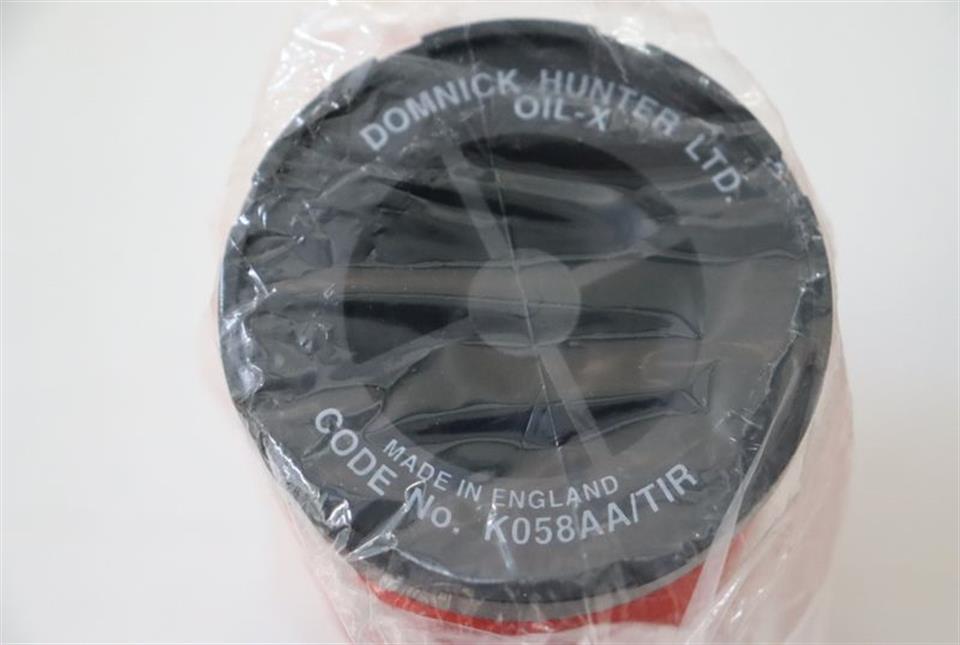 DOMNICK HUNTER LTD.
OIL-X
MADE IN ENGLAND
CODE No. K058AA/TIR